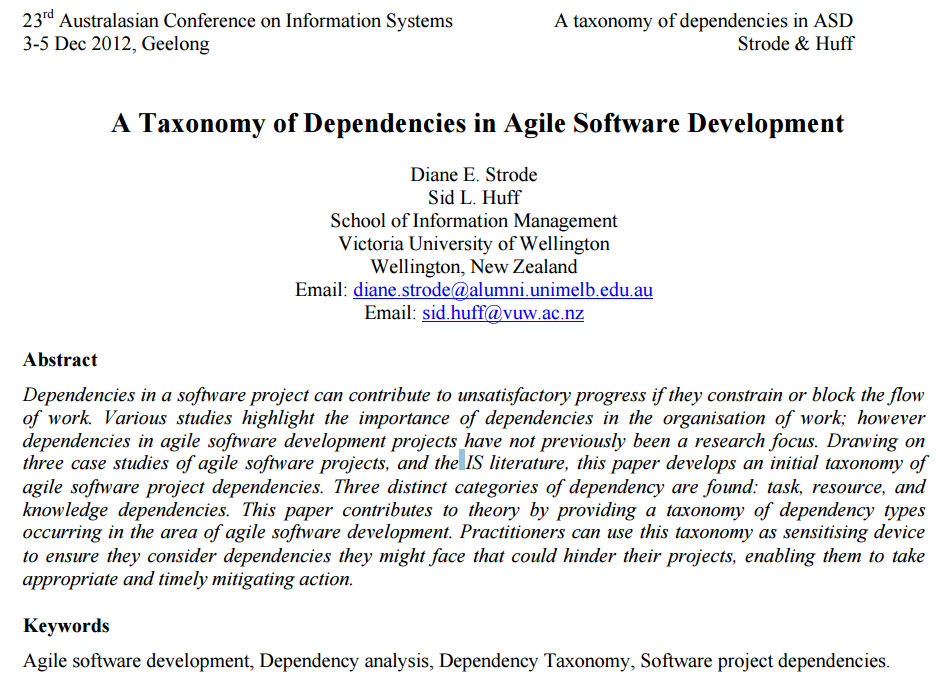 23rd Australasian Conference on Information Systems A taxonomy of dependencies in ASD
3-5 Dec 2012, Geelong Strode & Huff
A Taxonomy of Dependencies in Agile Software Development
Diane E. Strode
Sid L. Huff
School of Information Management
Victoria University of Wellington
Wellington, New Zealand
Email: diane.strode@alumni.unimelb.edu.au
Email: sid.huff@vuw.ac.nz
Abstract
Dependencies in a software project can contribute to unsatisfactory progress if they constrain or block the flow
of work. Various studies highlight the importance of dependencies in the organisation of work; however
dependencies in agile software development projects have not previously been a research focus. Drawing on
three case studies of agile software projects, and the IS literature, this paper develops an initial taxonomy of
agile software project dependencies. Three distinct categories of dependency are found: task, resource, and
knowledge dependencies. This paper contributes to theory by providing a taxonomy of dependency types
occurring in the area of agile software development. Practitioners can use this taxonomy as sensitising device
to ensure they consider dependencies they might face that could hinder their projects, enabling them to take
appropriate and timely mitigating action.
Keywords
Agile software development, Dependency analysis, Dependency Taxonomy, Software project dependencies.